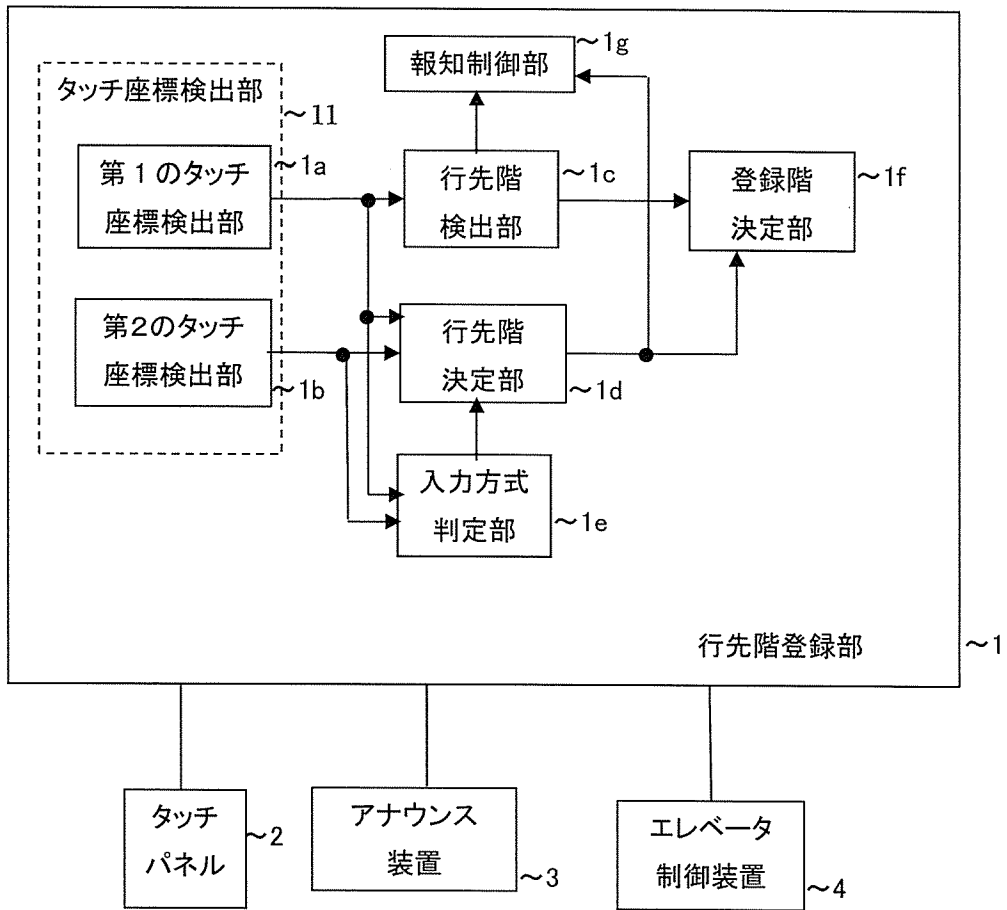 報知制御部
～1g
タッチ座標検出部
～11
第１のタッチ
座標検出部
～1a
行先階
検出部
～1c
登録階
決定部
～1f
第２のタッチ
座標検出部
～1b
行先階
決定部
～1d
入力方式
判定部
～1e
行先階登録部
～1
タッチ
パネル
～2
アナウンス
装置
～3
エレベータ
制御装置
～4